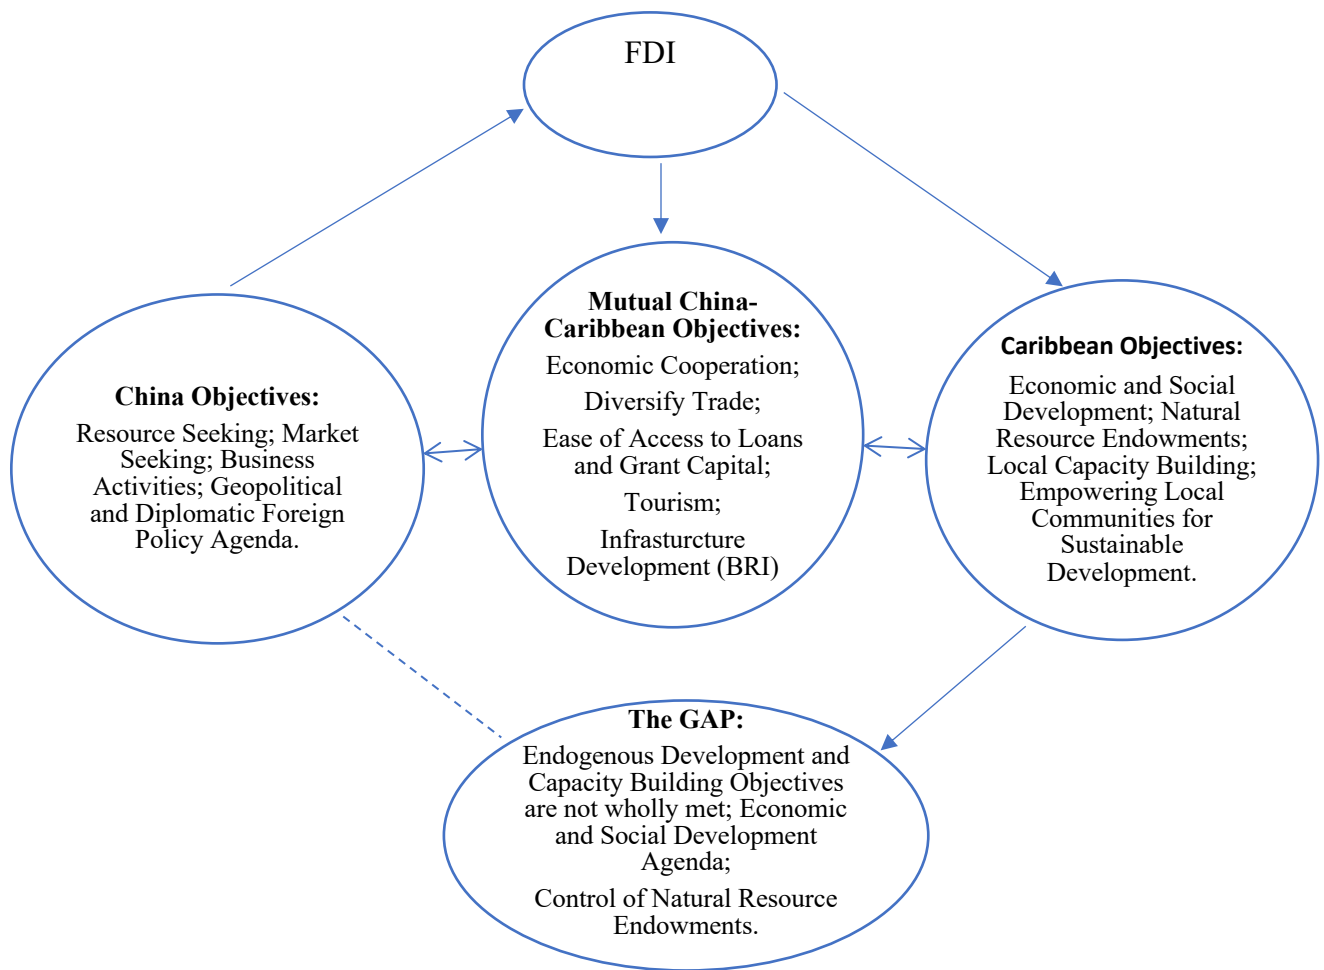 FDI
China Objectives:
Resource Seeking; Market
Seeking; Business
Activities; Geopolitical
and Diplomatic Foreign
Policy Agenda.
Mutual China-
Caribbean Objectives:
Economic Cooperation;
Diversify Trade;
Ease of Access to Loans
and Grant Capital;
Tourism;
Infrasturcture
Development (BRI)
Caribbean Objectives:
Economic and Social
Development; Natural
Resource Endowments;
Local Capacity Building;
Empowering Local
Communities for
Sustainable
Development.
The GAP:
Endogenous Development and
Capacity Building Objectives
are not wholly met; Economic
and Social Development
Agenda;
Control of Natural Resource
Endowments.